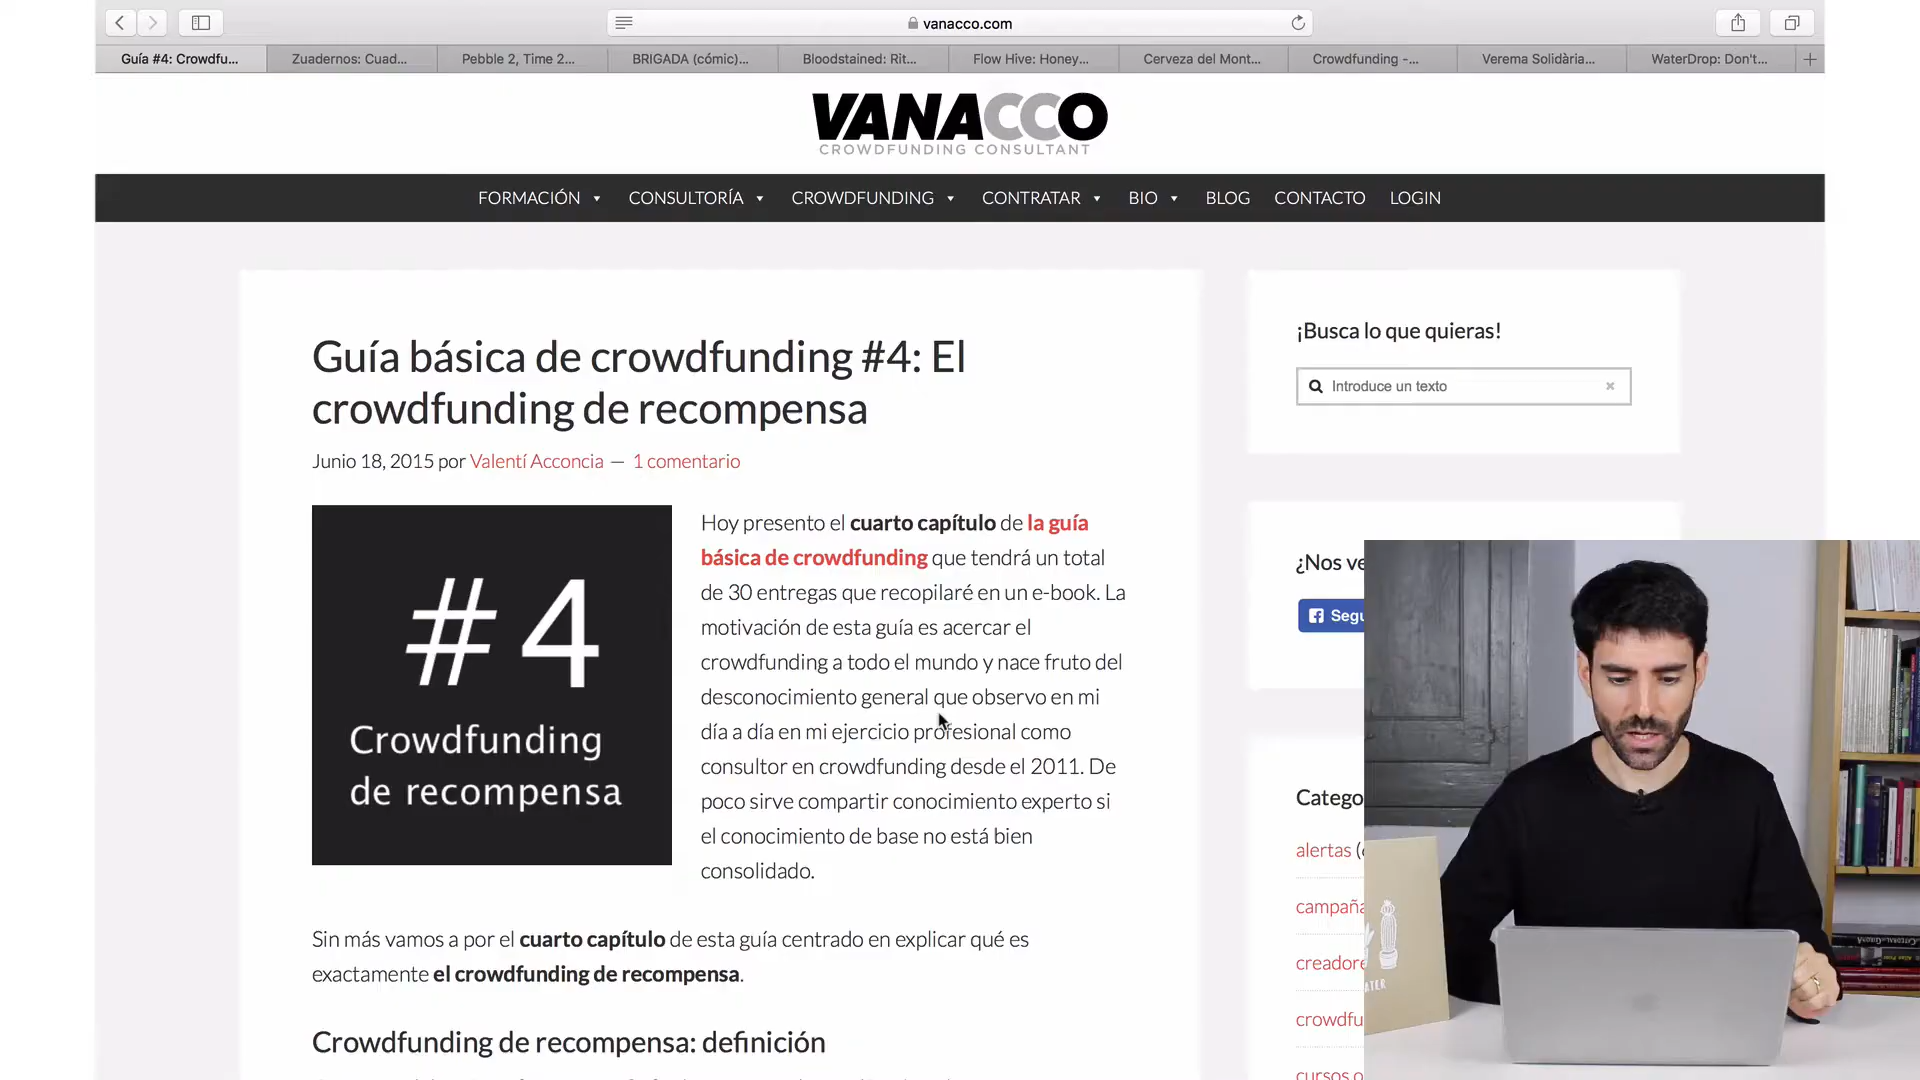 vanacco.com
Guía #4: Crowdfu...
Zuadernos: Cuad...
Pebble 2, Time 2...
BRIGADA (cómic)...
Bloodstained: Rit...
Flow Hive: Honey...
Cerveza del Mont...
Crowdfunding -...
Verema Solidària...
WaterDrop: Don't...
VANACCO
CROWDFUNDING CONSULTANT
FORMACIÓN
CONSULTORÍA
CROWDFUNDING
CONTRATAR
BIO
BLOG
CONTACTO
LOGIN
Guía básica de crowdfunding #4: El
crowdfunding de recompensa
Junio 18, 2015 por Valentí Acconcia — 1 comentario
#4
Crowdfunding
de recompensa
Hoy presento el cuarto capítulo de la guía
básica de crowdfunding que tendrá un total
de 30 entregas que recopilaré en un e-book. La
motivación de esta guía es acercar el
crowdfunding a todo el mundo y nace fruto del
desconocimiento general que observo en mi
día a día en mi ejercicio profesional como
consultor en crowdfunding desde el 2011. De
poco sirve compartir conocimiento experto si
el conocimiento de base no está bien
consolidado.
Sin más vamos a por el cuarto capítulo de esta guía centrado en explicar qué es
exactamente el crowdfunding de recompensa.
Crowdfunding de recompensa: definición
¡Busca lo que quieras!
Introduce un texto
¿Nos ve
Segu
Catego
alertas (
campaña
creadore
crowdfu
cursos o